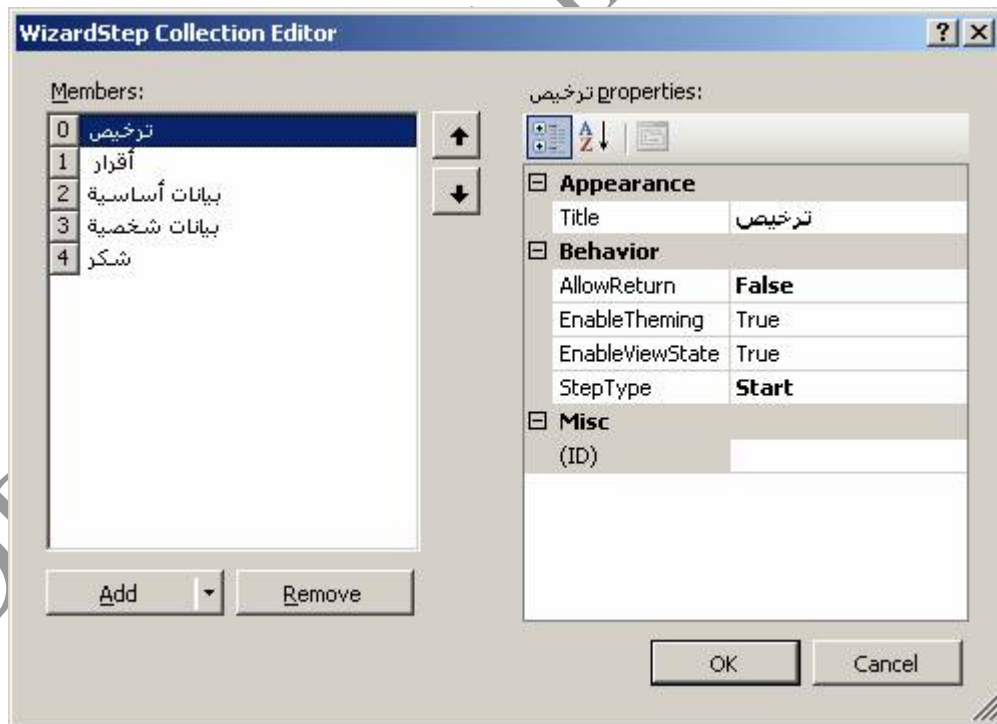 WizardStep Collection Editor
Members:
0 ترخيص
1 أقرار
2 بيانات أساسية
3 بيانات شخصية
4 شكر
Add
Remove
ترخيص properties:
Appearance
Title ترخيص
Behavior
AllowReturn False
EnableTheming True
EnableViewState True
StepType Start
Misc
(ID)
OK
Cancel